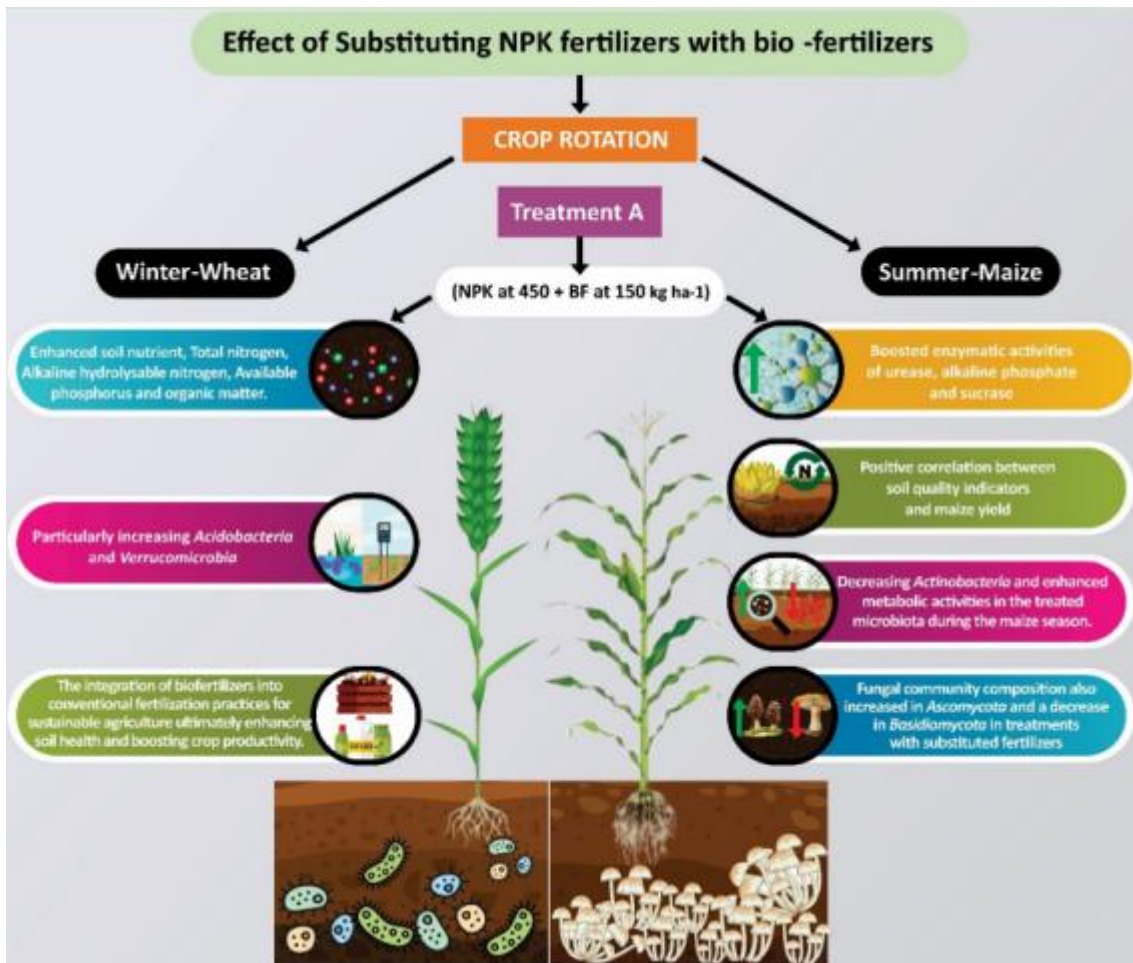 Effect of Substituting NPK fertilizers with bio -fertilizers
CROP ROTATION
Treatment A
Winter-Wheat
Summer-Maize
(NPK at 450 + BF at 150 kg ha-1)
Enhanced soil nutrient, Total nitrogen,
Alkaline hydrolysable nitrogen, Available
phosphorus and organic matter.
Particularly increasing Acidobacteria
and Verrucomicrobia
The integration of biofertilizers into
conventional fertilization practices for
sustainable agriculture ultimately enhancing
soil health and boosting crop productivity.
Boosted enzymatic activities
of urease, alkaline phosphate
and sucrase
N
Positive correlation between
soil quality indicators
and maize yield
Decreasing Actinobacteria and enhanced
metabolic activities in the treated
microbiota during the maize season.
Fungal community composition also
increased in Ascomycota and a decrease
in Basidiomycota in treatments
with substituted fertilizers